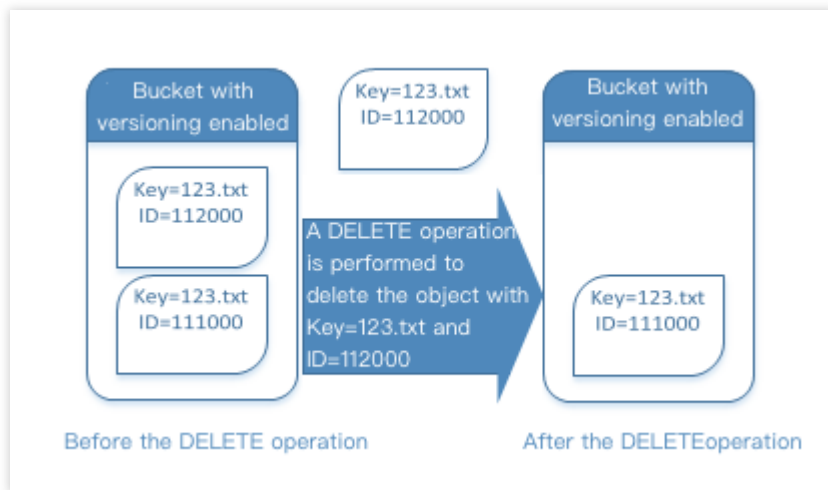 Bucket with
versioning enabled
Key=123.txt
ID=112000
Key=123.txt
ID=111000
Key=123.txt
ID=112000
A DELETE operation
is performed to
delete the object with
Key=123.txt and
ID=112000
Bucket with
versioning enabled
Key=123.txt
ID=111000
Before the DELETE operation
After the DELETEoperation